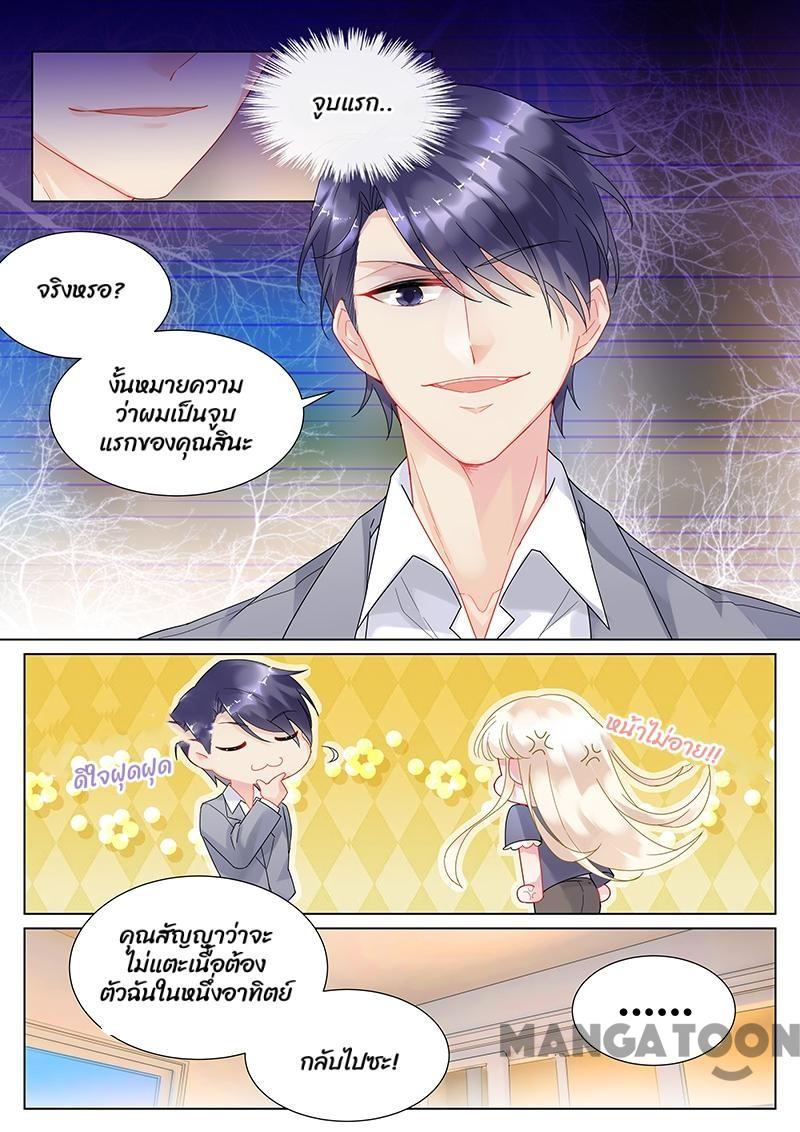 จูบแรก..
จริงหรอ?
งั้นหมายความ
ว่าผมเป็นจูบ
แรกของคุณสินะ
ดีใจฝุดฝุด
หน้าไม่อาย!!
คุณสัญญาว่าจะ
ไม่แตะเนื้อต้อง
ตัวฉันในหนึ่งอาทิตย์
กลับไปซะ!
......
MANGATOON